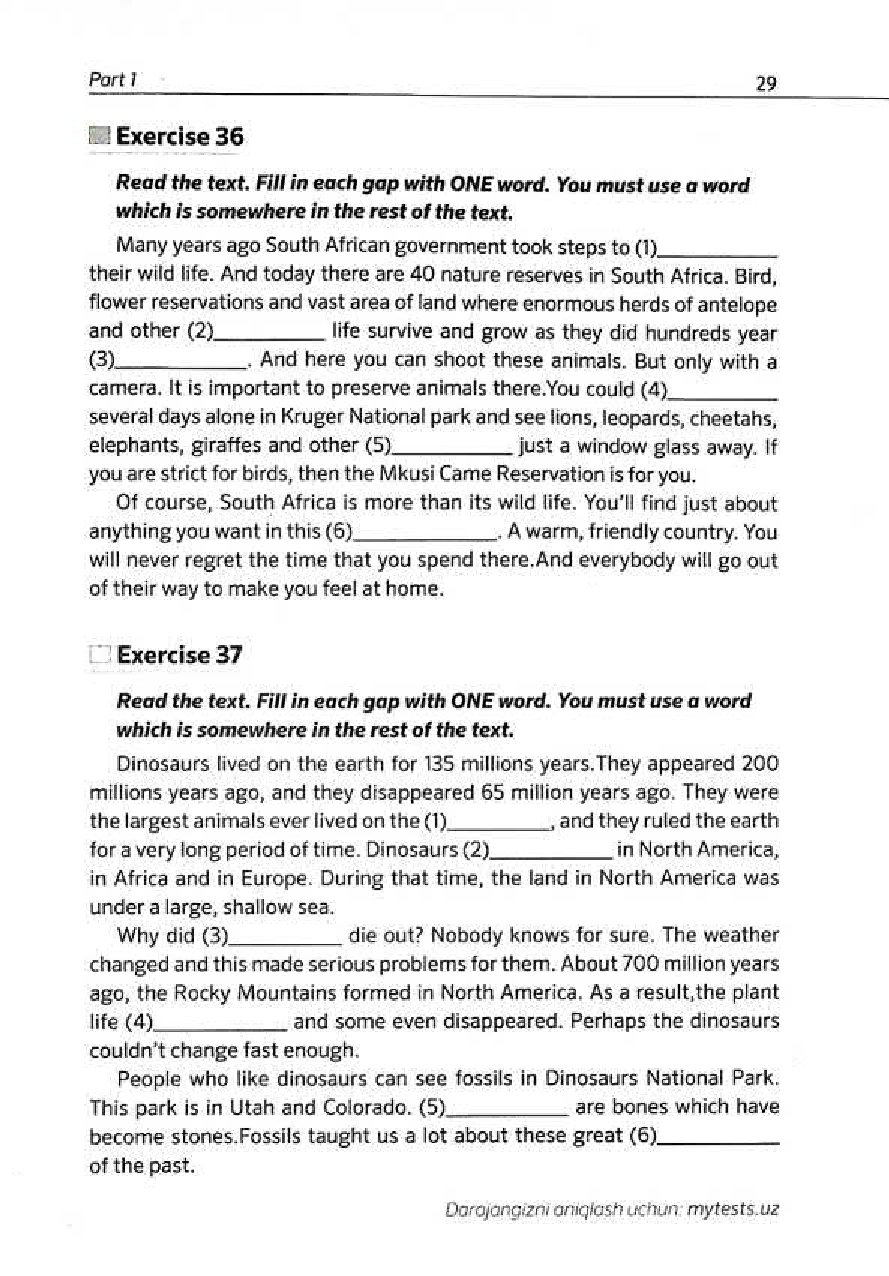 Part 1
29
Exercise 36
Read the text. Fill in each gap with ONE word. You must use a word
which is somewhere in the rest of the text.
Many years ago South African government took steps to (1)___________
their wild life. And today there are 40 nature reserves in South Africa. Bird,
flower reservations and vast area of land where enormous herds of antelope
and other (2)__________ life survive and grow as they did hundreds year
(3)____________. And here you can shoot these animals. But only with a
camera. It is important to preserve animals there.You could (4)__________
several days alone in Kruger National park and see lions, leopards, cheetahs,
elephants, giraffes and other (5)___________ just a window glass away. If
you are strict for birds, then the Mkusi Came Reservation is for you.
Of course, South Africa is more than its wild life. You'll find just about
anything you want in this (6)_____________. A warm, friendly country. You
will never regret the time that you spend there.And everybody will go out
of their way to make you feel at home.
Exercise 37
Read the text. Fill in each gap with ONE word. You must use a word
which is somewhere in the rest of the text.
Dinosaurs lived on the earth for 135 millions years.They appeared 200
millions years ago, and they disappeared 65 million years ago. They were
the largest animals ever lived on the (1)__________, and they ruled the earth
for a very long period of time. Dinosaurs (2)___________ in North America,
in Africa and in Europe. During that time, the land in North America was
under a large, shallow sea.
Why did (3)__________ die out? Nobody knows for sure. The weather
changed and this made serious problems for them. About 700 million years
ago, the Rocky Mountains formed in North America. As a result,the plant
life (4)____________ and some even disappeared. Perhaps the dinosaurs
couldn't change fast enough.
People who like dinosaurs can see fossils in Dinosaurs National Park.
This park is in Utah and Colorado. (5)___________ are bones which have
become stones.Fossils taught us a lot about these great (6)___________
of the past.
Darajangizni aniqlash uchun: mytests.uz